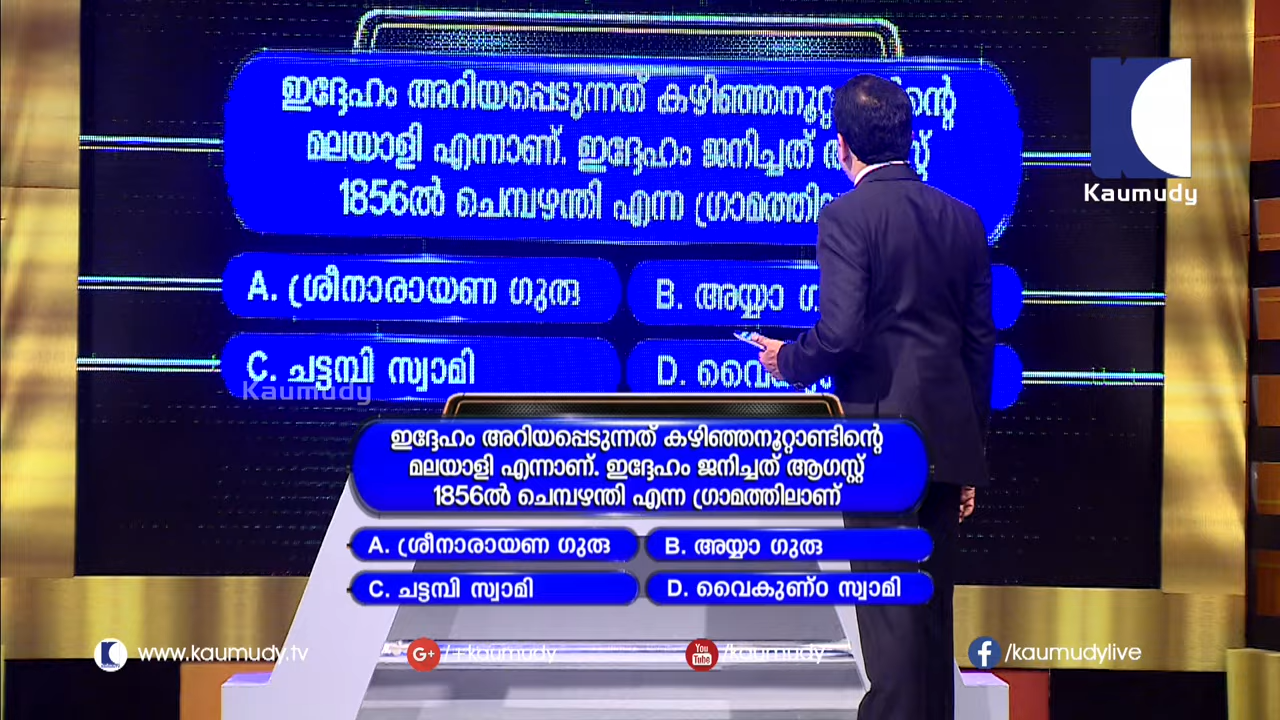 ഇദ്ദേഹം അറിയപ്പെടുന്നത് കഴിഞ്ഞനൂറ്റ
മലയാളി എന്നാണ്. ഇദ്ദേഹം ജനിച്ചത്
1856ൽ ചെമ്പഴന്തി എന്ന
A. ശ്രീനാരായണ ഗുരു
B. അയ്യാ
C. ചട്ടമ്പി സ്വാമി
D.
Kaumudy
Kaumudy
ഇദ്ദേഹം അറിയപ്പെടുന്നത് കഴിഞ്ഞനൂറ്റാണ്ടിന്റെ
മലയാളി എന്നാണ്. ഇദ്ദേഹം ജനിച്ചത് ആഗസ്റ്റ്
1856ൽ ചെമ്പഴന്തി എന്ന ഗ്രാമത്തിലാണ്
A. ശ്രീനാരായണ ഗുരു
B. അയ്യാ ഗുരു
C. ചട്ടമ്പി സ്വാമി
D. വൈകുണ്ഠ സ്വാമി
www.kaumudy.tv
G+ /+kaumudy
You Tube /kaumudy
f /kaumudylive